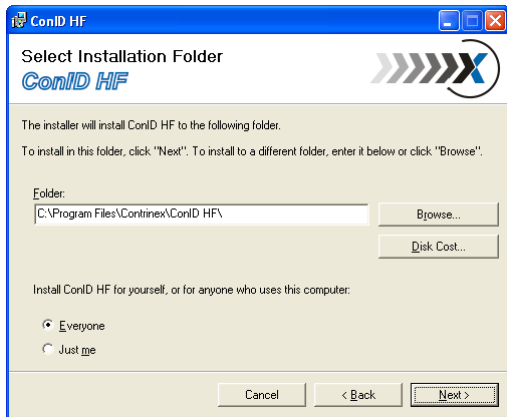 ConID HF
Select Installation Folder
ConID HF
The installer will install ConID HF to the following folder.
To install in this folder, click "Next". To install to a different folder, enter it below or click "Browse".
Folder:
C:\Program Files\Contrinex\ConID HF\
Browse...
Disk Cost...
Install ConID HF for yourself, or for anyone who uses this computer:
Everyone
Just me
Cancel
< Back
Next >